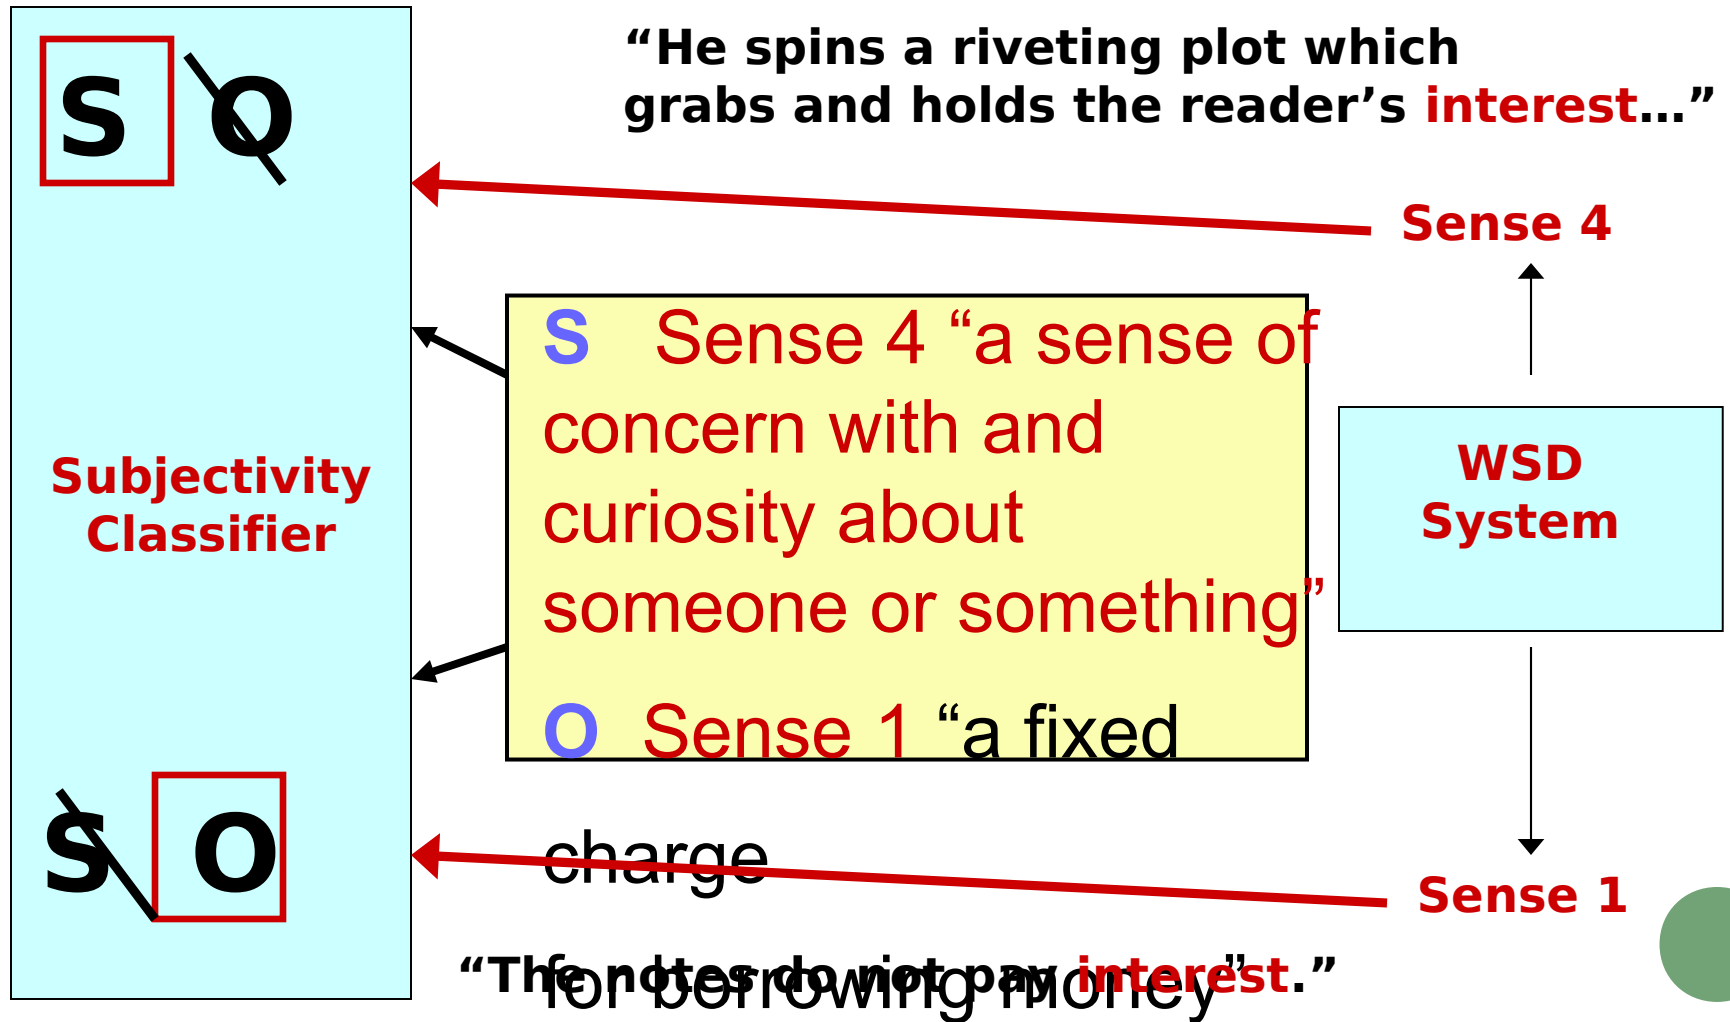 S O
“He spins a riveting plot which
grabs and holds the reader’s interest…”
Sense 4
S Sense 4 “a sense of
concern with and
curiosity about
someone or something”
O Sense 1 “a fixed
charge
for borrowing money”
Subjectivity
Classifier
WSD
System
S O
Sense 1
“The notes do not pay interest.”